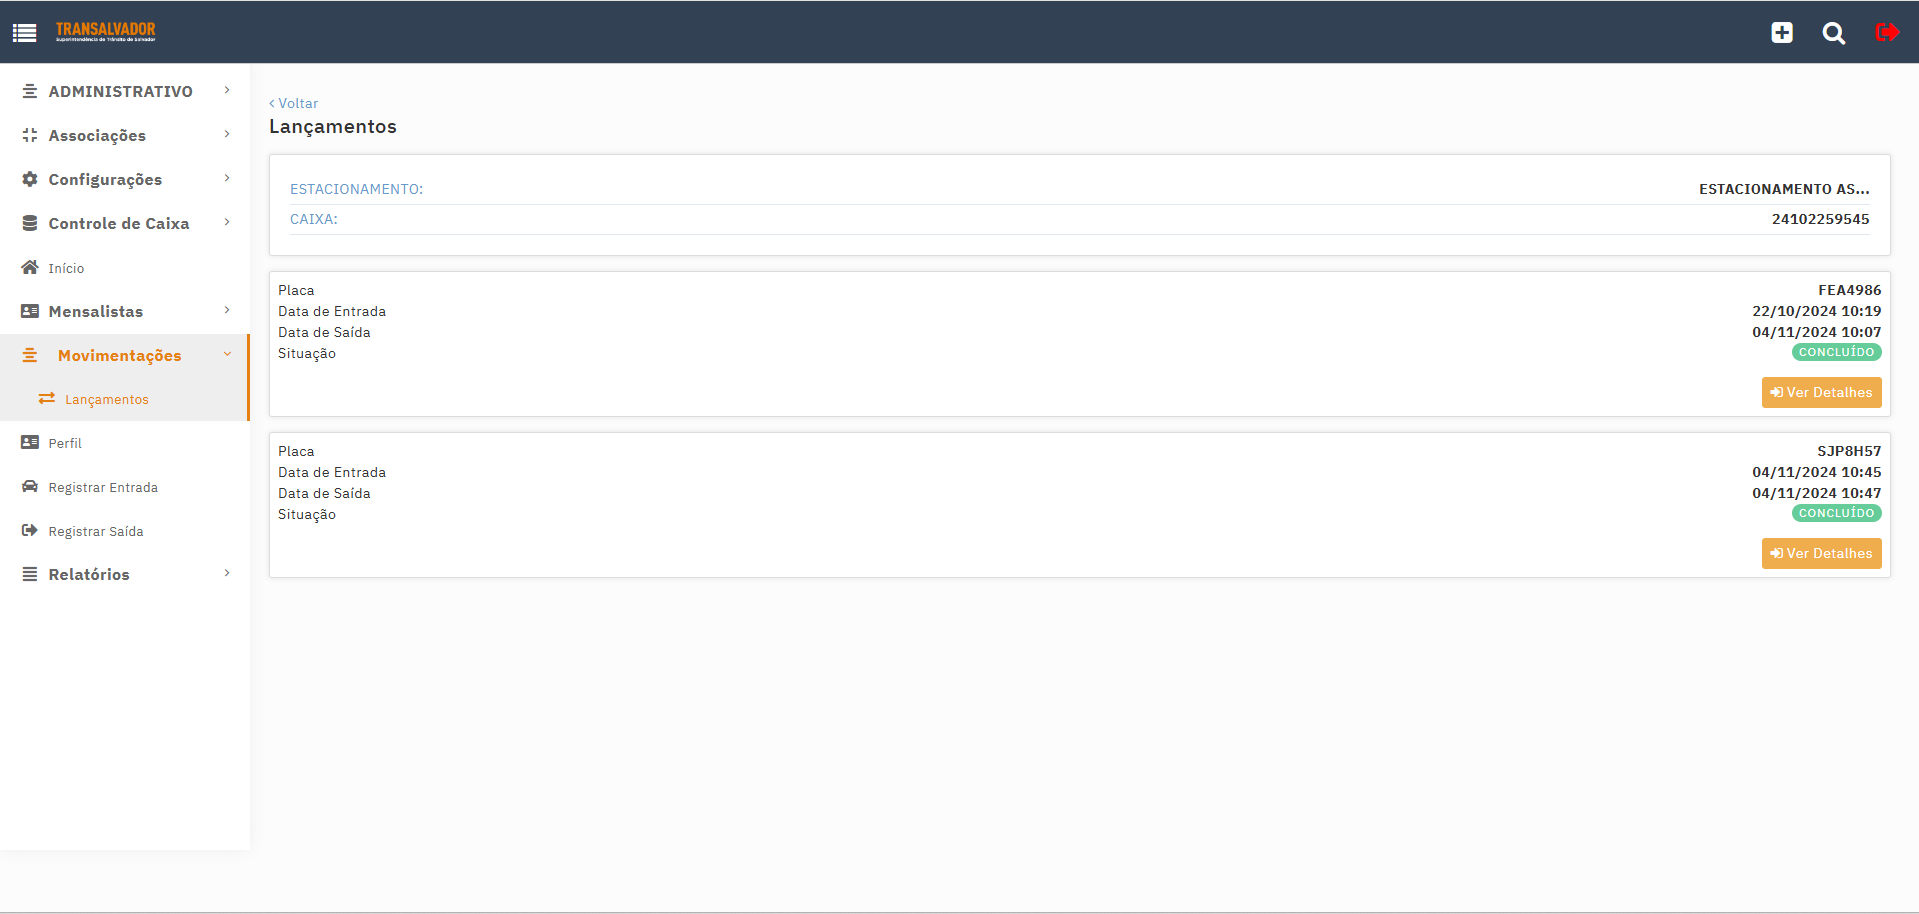 TRANSALVADOR
Superintendência de Trânsito de Salvador
ADMINISTRATIVO
Associações
Configurações
Controle de Caixa
Início
Mensalistas
Movimentações
Lançamentos
Perfil
Registrar Entrada
Registrar Saída
Relatórios
Voltar
Lançamentos
ESTACIONAMENTO: ESTACIONAMENTO AS...
CAIXA: 24102259545
Placa FEA4986
Data de Entrada 22/10/2024 10:19
Data de Saída 04/11/2024 10:07
Situação CONCLUÍDO
Ver Detalhes
Placa SJP8H57
Data de Entrada 04/11/2024 10:45
Data de Saída 04/11/2024 10:47
Situação CONCLUÍDO
Ver Detalhes